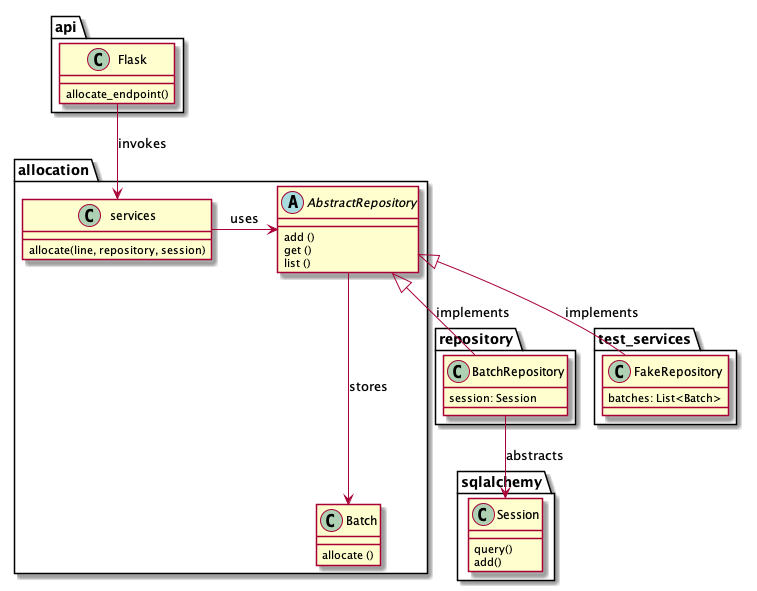 api
C Flask
allocate_endpoint()
invokes
allocation
C services
allocate(line, repository, session)
uses
A AbstractRepository
add ()
get ()
list ()
implements
implements
repository
C BatchRepository
session: Session
test_services
C FakeRepository
batches: List<Batch>
stores
abstracts
sqlalchemy
C Session
query()
add()
C Batch
allocate ()